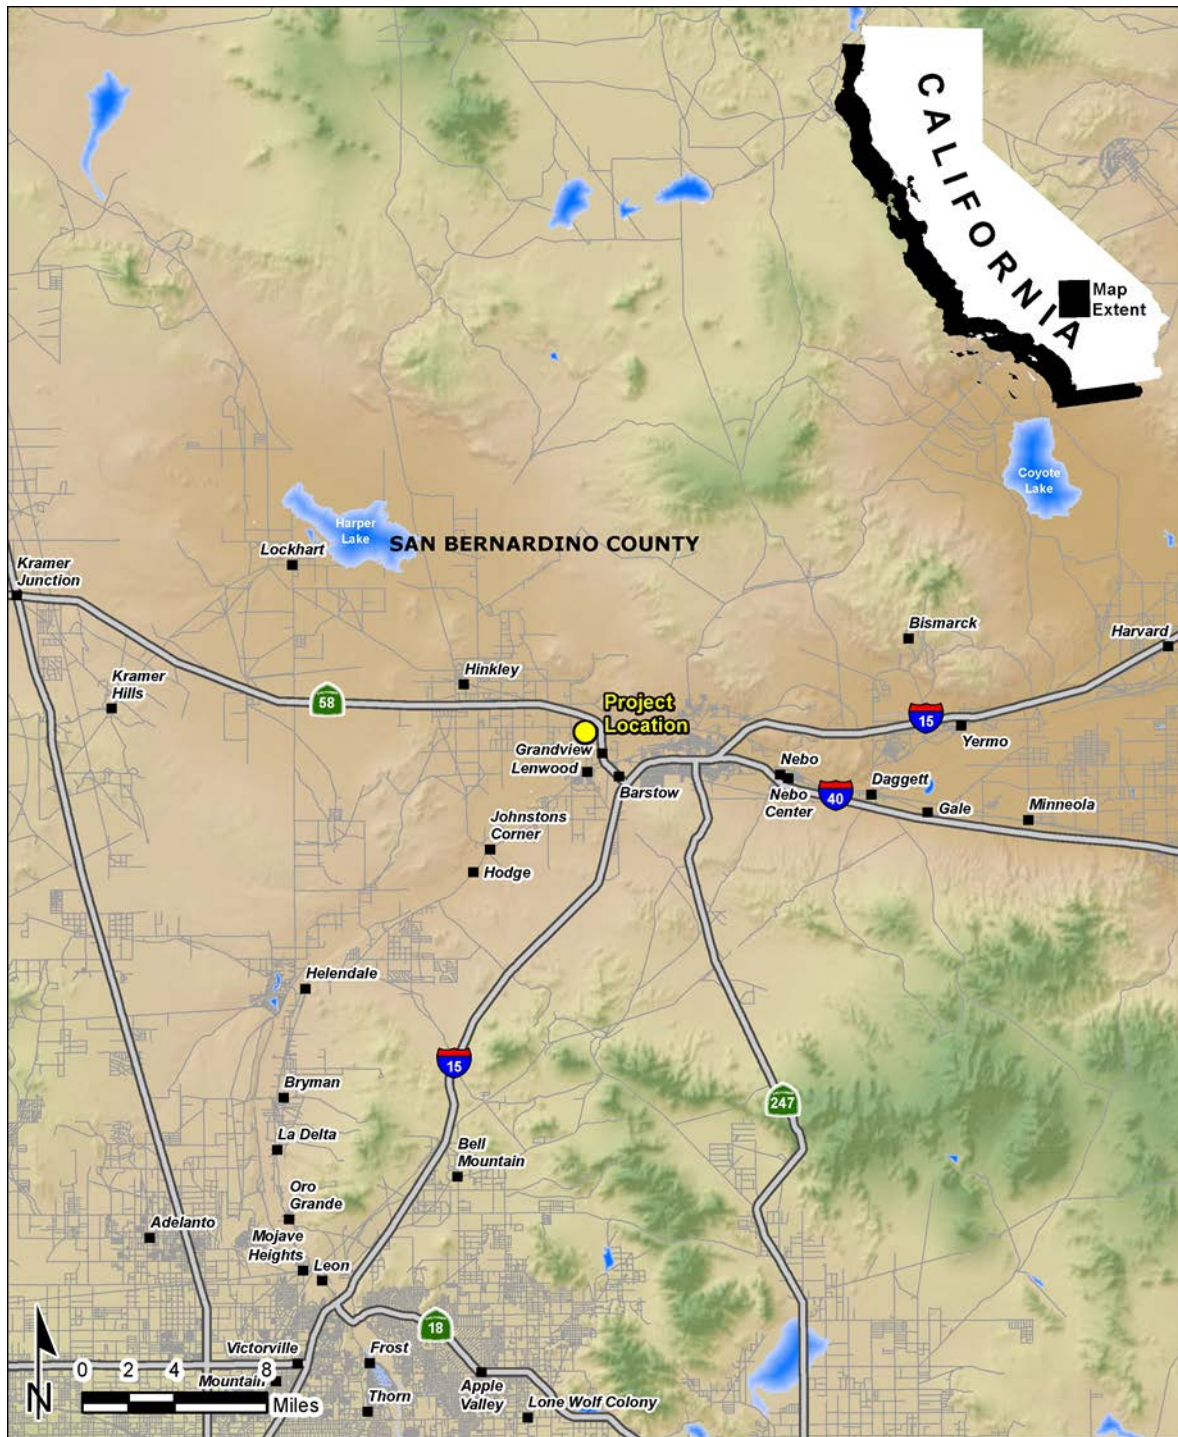 CALIFORNIA
Map
Extent
Coyote
Lake
Harper
Lake
SAN BERNARDINO COUNTY
Lockhart
Kramer
Junction
Bismarck
Harvard
Kramer
Hills
Hinkley
58
Project
Location
15
Yermo
Grandview
Lenwood
Barstow
Nebo
Nebo
Center
40
Daggett
Gale
Minneola
Johnstons
Corner
Hodge
Helendale
15
Bryman
247
La Delta
Bell
Mountain
Oro
Grande
Adelanto
Mojave
Heights
Leon
18
Victorville
Frost
Mountain
Apple
Valley
Thorn
Lone Wolf Colony
0 2 4 8
Miles
N